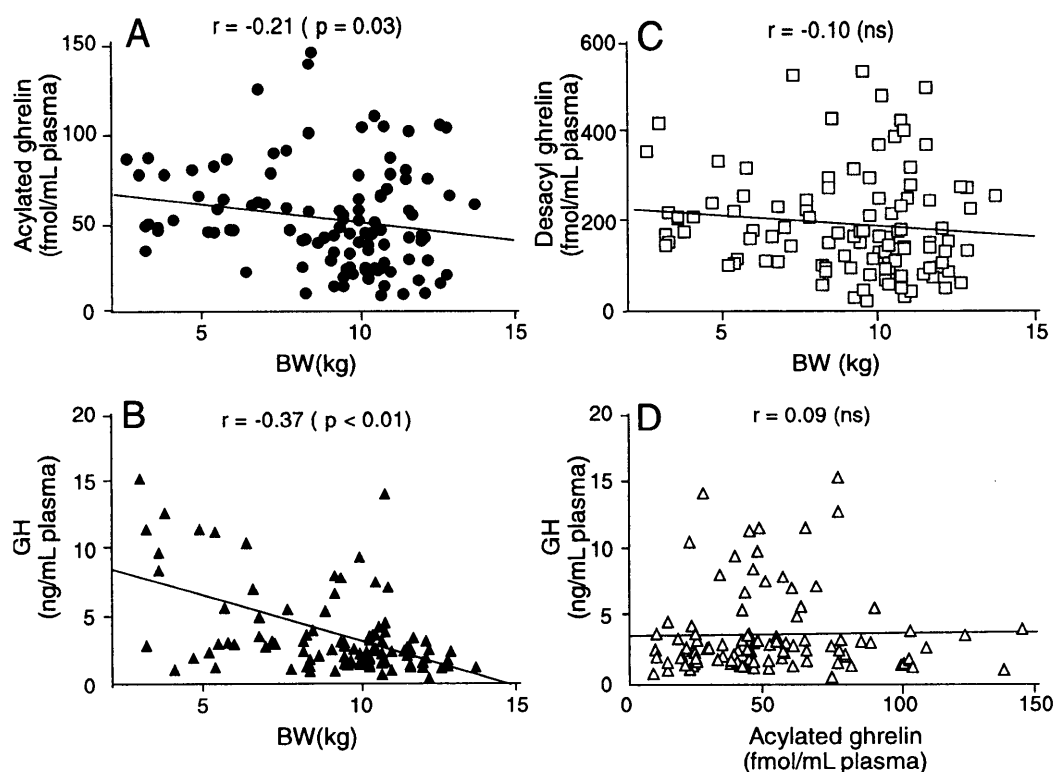 A
r = -0.21 ( p = 0.03)
Acylated ghrelin
(fmol/mL plasma)
150
100
50
0
5
10
15
BW(kg)
C
r = -0.10 (ns)
Desacyl ghrelin
(fmol/mL plasma)
600
400
200
0
5
10
15
BW (kg)
B
r = -0.37 ( p < 0.01)
GH
(ng/mL plasma)
20
15
10
5
0
5
10
15
BW(kg)
D
r = 0.09 (ns)
GH
(ng/mL plasma)
20
15
10
5
0
0
50
100
150
Acylated ghrelin
(fmol/mL plasma)